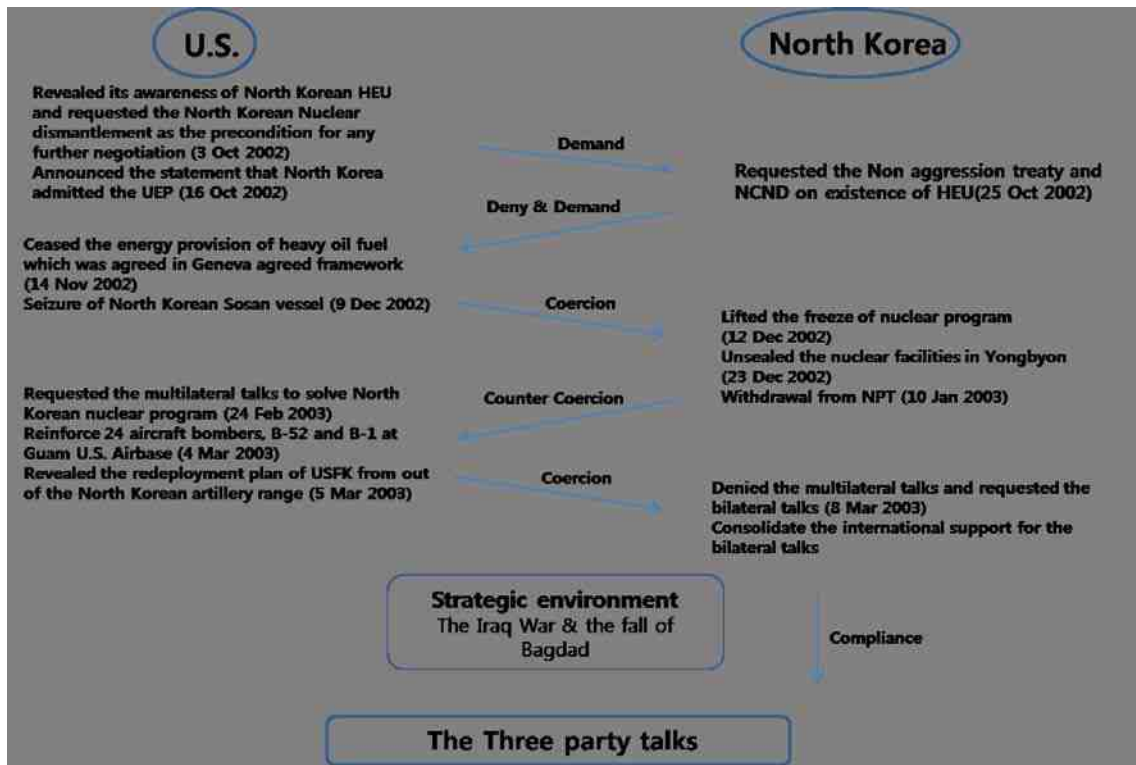 U.S.
North Korea
Revealed its awareness of North Korean HEU
and requested the North Korean Nuclear
dismantlement as the precondition for any
further negotiation (3 Oct 2002)
Announced the statement that North Korea
admitted the UEP (16 Oct 2002)
Demand
Requested the Non aggression treaty and
NCND on existence of HEU(25 Oct 2002)
Deny & Demand
Ceased the energy provision of heavy oil fuel
which was agreed in Geneva agreed framework
(14 Nov 2002)
Seizure of North Korean Sosan vessel (9 Dec 2002)
Coercion
Lifted the freeze of nuclear program
(12 Dec 2002)
Unsealed the nuclear facilities in Yongbyon
(23 Dec 2002)
Withdrawal from NPT (10 Jan 2003)
Counter Coercion
Requested the multilateral talks to solve North
Korean nuclear program (24 Feb 2003)
Reinforce 24 aircraft bombers, B-52 and B-1 at
Guam U.S. Airbase (4 Mar 2003)
Revealed the redeployment plan of USFK from out
of the North Korean artillery range (5 Mar 2003)
Coercion
Denied the multilateral talks and requested the
bilateral talks (8 Mar 2003)
Consolidate the international support for the
bilateral talks
Strategic environment
The Iraq War & the fall of
Bagdad
Compliance
The Three party talks